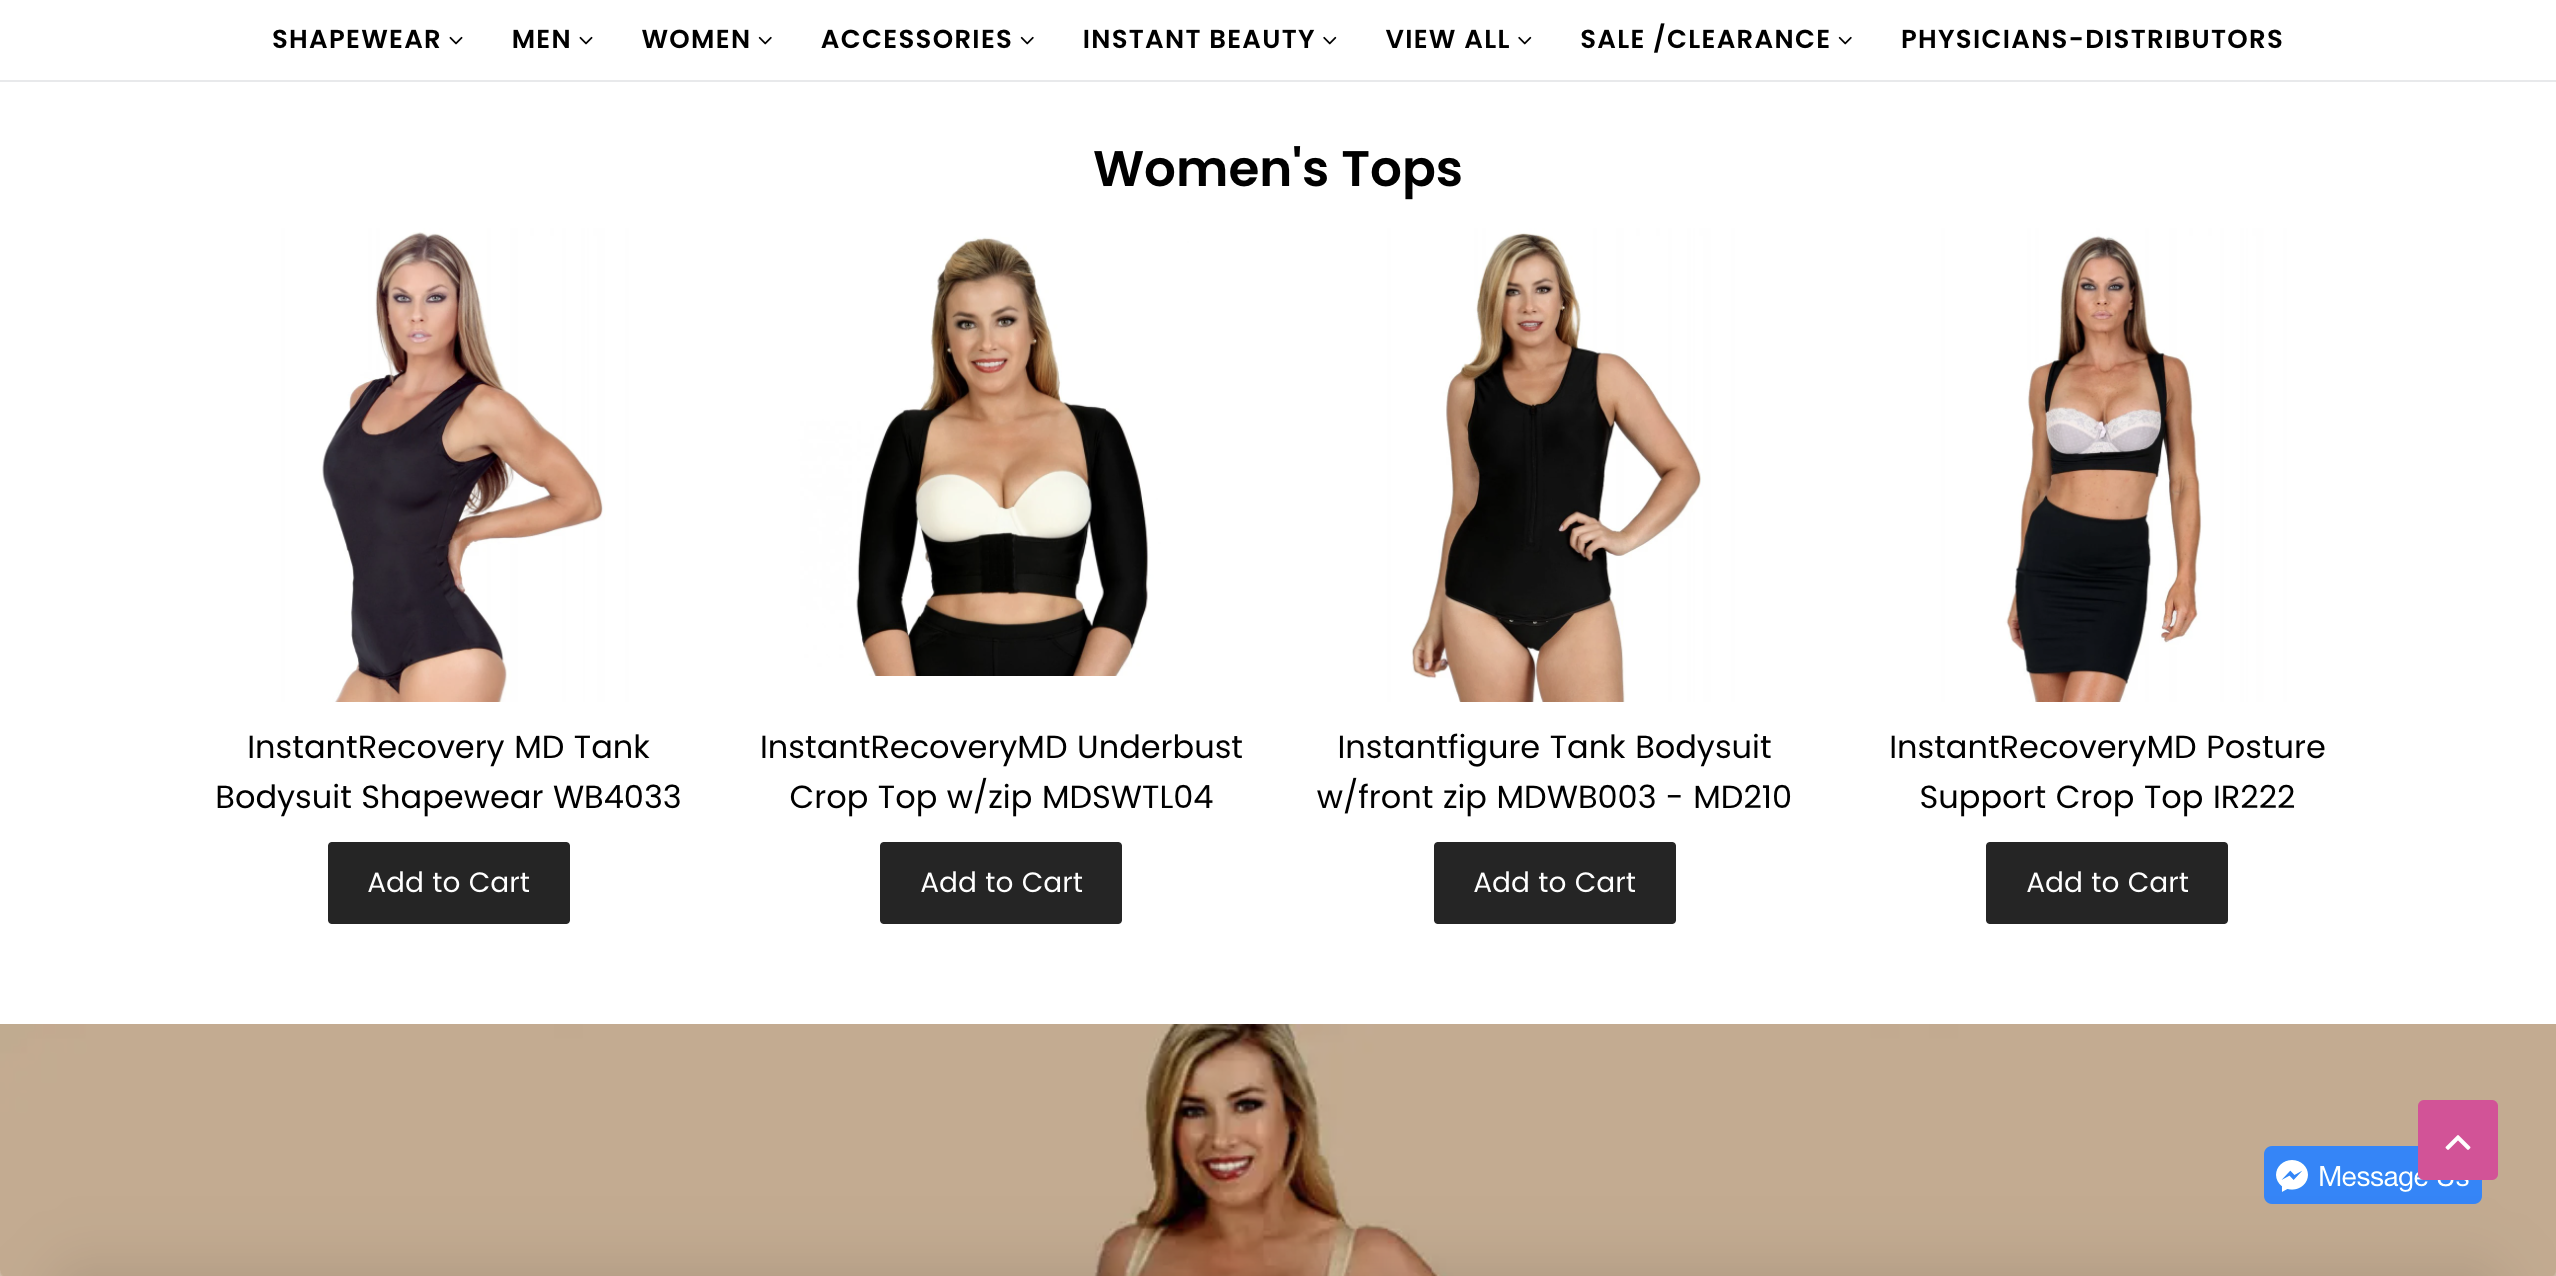 SHAPEWEAR MEN WOMEN ACCESSORIES INSTANT BEAUTY VIEW ALL SALE /CLEARANCE PHYSICIANS-DISTRIBUTORS
Women's Tops
InstantRecovery MD Tank
Bodysuit Shapewear WB4033
Add to Cart
InstantRecoveryMD Underbust
Crop Top w/zip MDSWTL04
Add to Cart
Instantfigure Tank Bodysuit
w/front zip MDWB003 - MD210
Add to Cart
InstantRecoveryMD Posture
Support Crop Top IR222
Add to Cart
Message Us